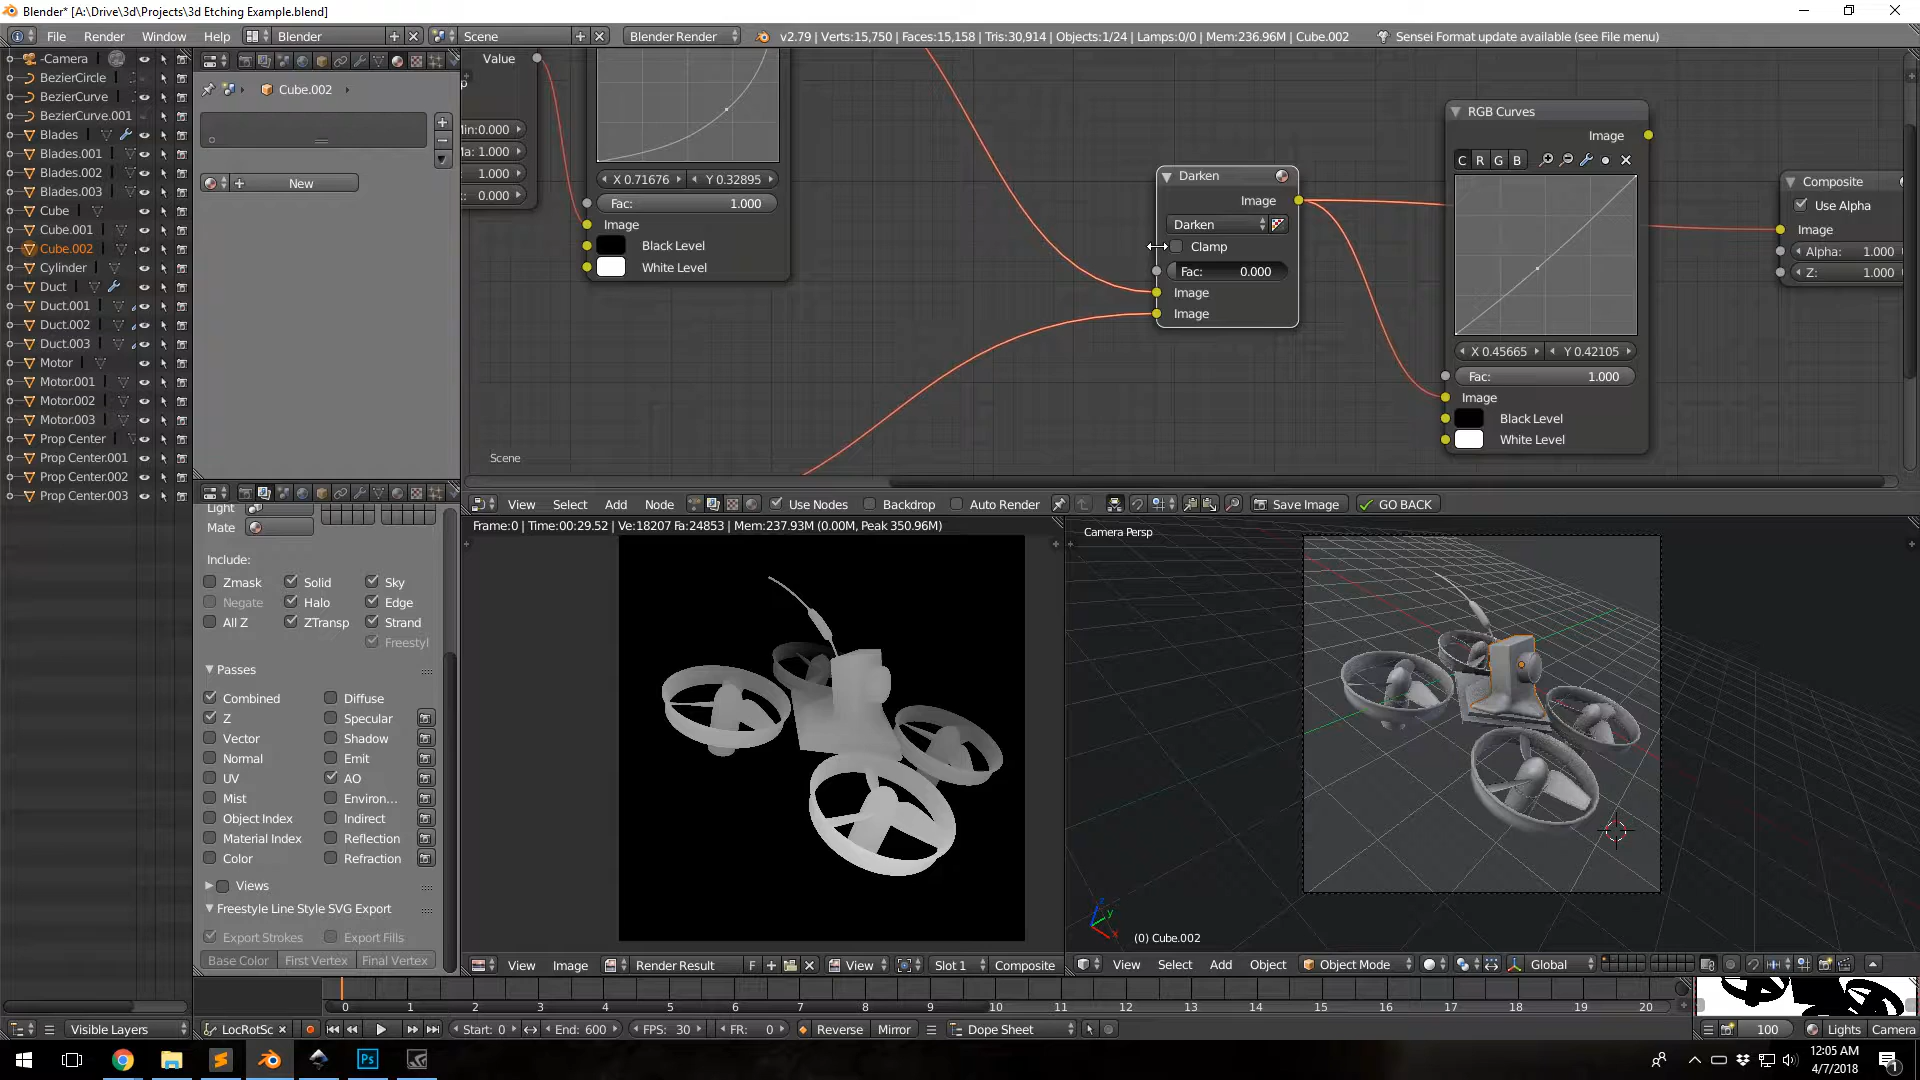 Blender* [A:\Drive\3d\Projects\3d Etching Example.blend]
File Render Window Help Blender Scene Blender Render v2.79 | Verts:15,750 | Faces:15,158 | Tris:30,914 | Objects:1/24 | Lamps:0/0 | Mem:236.96M | Cube.002 Sensei Format update available (see File menu)
-Camera
BezierCircle
BezierCurve
BezierCurve.001
Blades
Blades.001
Blades.002
Blades.003
Cube
Cube.001
Cube.002
Cylinder
Duct
Duct.001
Duct.002
Duct.003
Motor
Motor.001
Motor.002
Motor.003
Prop Center
Prop Center.001
Prop Center.002
Prop Center.003
Visible Layers
Cube.002
New
Light
Mate
Include:
Zmask Solid Sky
Negate Halo Edge
All Z ZTransp Strand
Freestyl
Passes
Combined Diffuse
Z Specular
Vector Shadow
Normal Emit
UV AO
Mist Environ...
Object Index Indirect
Material Index Reflection
Color Refraction
Views
Freestyle Line Style SVG Export
Export Strokes Export Fills
Base Color First Vertex Final Vertex
Value
Min:0.000
Ma: 1.000
1.000
0.000
X 0.71676 Y 0.32895
Fac: 1.000
Image
Black Level
White Level
Darken
Image
Darken
Clamp
Fac: 0.000
Image
Image
RGB Curves
Image
C R G B
X 0.45665 Y 0.42105
Fac: 1.000
Image
Black Level
White Level
Composite
Use Alpha
Image
Alpha: 1.000
Z: 1.000
Scene
View Select Add Node Use Nodes Backdrop Auto Render Save Image GO BACK
Frame:0 | Time:00:29.52 | Ve:18207 Fa:24853 | Mem:237.93M (0.00M, Peak 350.96M)
View Image Render Result F View Slot 1 Composite
Camera Persp
z
y
x
(0) Cube.002
View Select Add Object Object Mode Global
0 1 2 3 4 5 6 7 8 9 10 11 12 13 14 15 16 17 18 19 20
LocRotSc Start: 0 End: 600 FPS: 30 FR: 0 Reverse Mirror Dope Sheet
100 Lights Camera
Ps
12:05 AM
4/7/2018
1